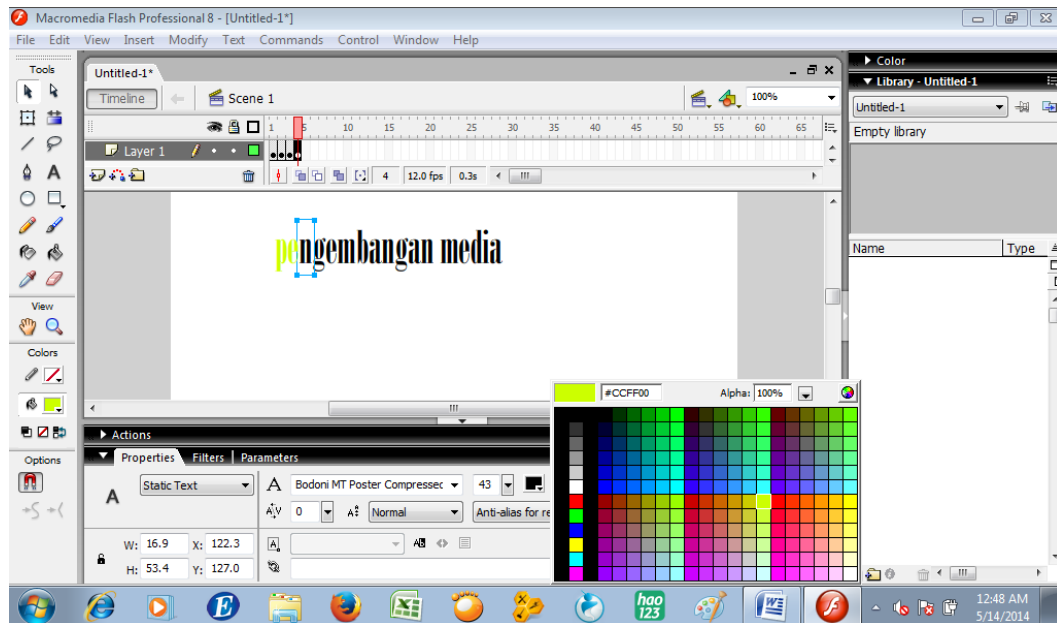 Macromedia Flash Professional 8 - [Untitled-1*]
File Edit View Insert Modify Text Commands Control Window Help
Tools
Untitled-1*
Timeline Scene 1 100%
1 5 10 15 20 25 30 35 40 45 50 55 60 65
Layer 1
4 12.0 fps 0.3s
pengembangan media
View
Colors
Options
Color
Library - Untitled-1
Untitled-1
Empty library
Name Type
#CCFF00 Alpha: 100%
Actions
Properties Filters Parameters
A Static Text A Bodoni MT Poster Compressec 43
A|V 0 Normal Anti-alias for re
W: 16.9 X: 122.3
H: 53.4 Y: 127.0
hao
123
12:48 AM
5/14/2014